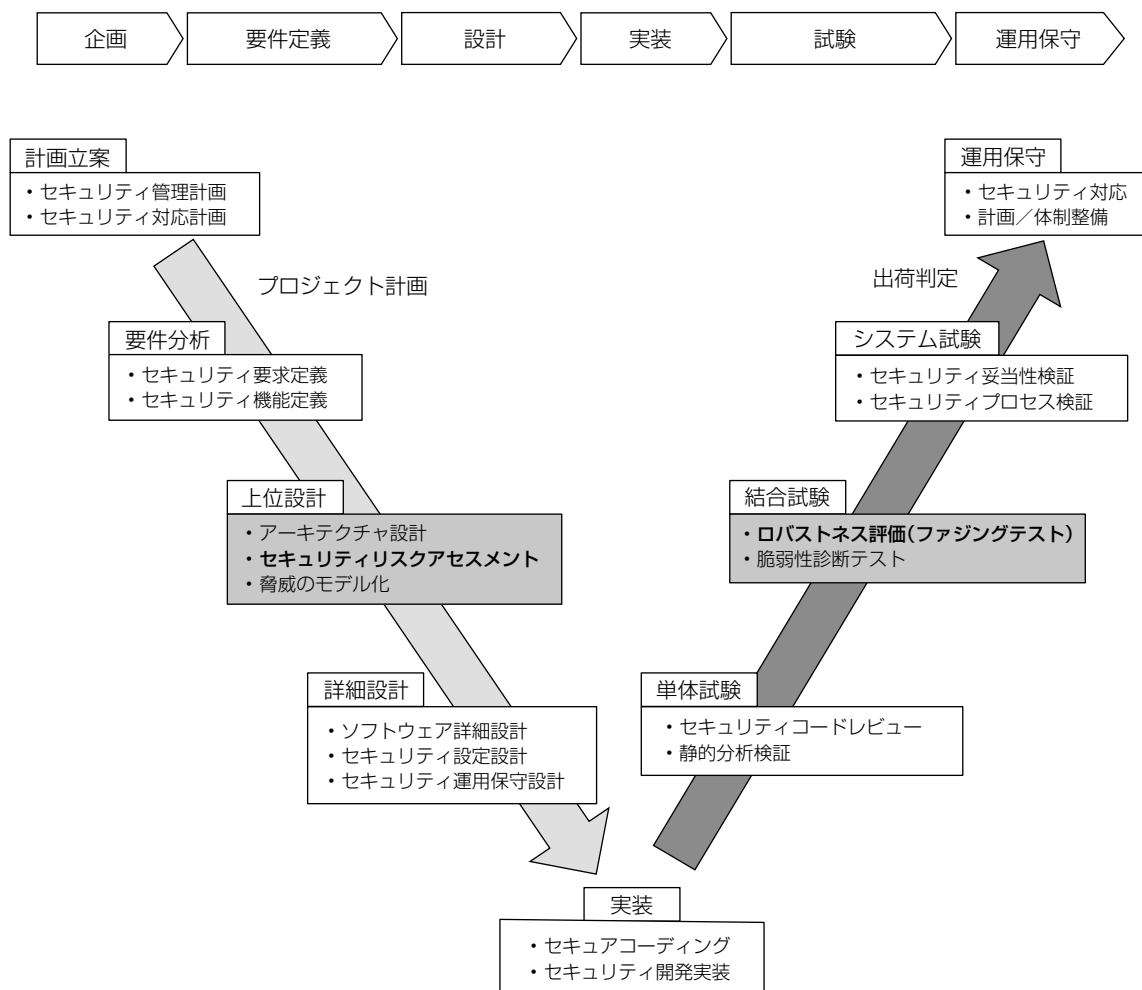 企画
要件定義
設計
実装
試験
運用保守
計画立案
・セキュリティ管理計画
・セキュリティ対応計画
運用保守
・セキュリティ対応
・計画／体制整備
プロジェクト計画
出荷判定
要件分析
・セキュリティ要求定義
・セキュリティ機能定義
システム試験
・セキュリティ妥当性検証
・セキュリティプロセス検証
上位設計
・アーキテクチャ設計
・セキュリティリスクアセスメント
・脅威のモデル化
結合試験
・ロバストネス評価(ファジングテスト)
・脆弱性診断テスト
詳細設計
・ソフトウェア詳細設計
・セキュリティ設定設計
・セキュリティ運用保守設計
単体試験
・セキュリティコードレビュー
・静的分析検証
実装
・セキュアコーディング
・セキュリティ開発実装